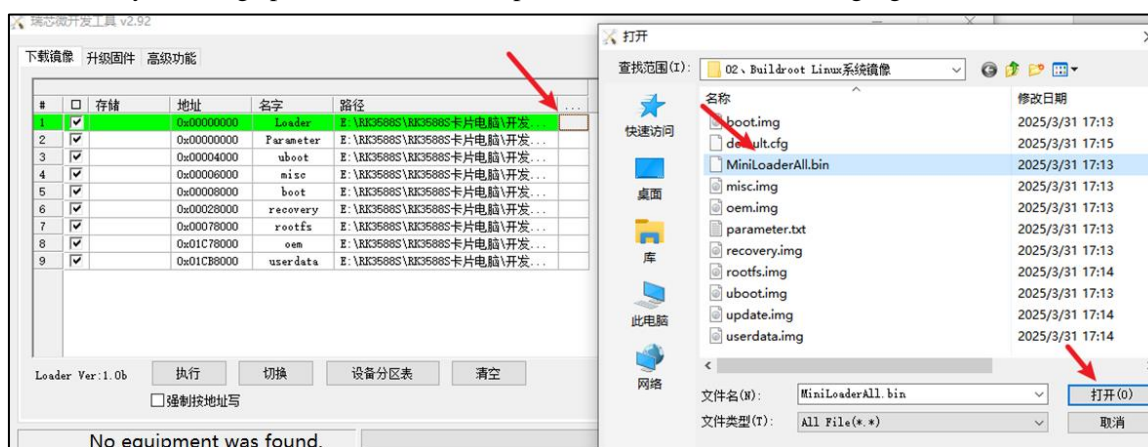 瑞芯微开发工具 v2.92
下载镜像 升级固件 高级功能
# 存储 地址 名字 路径 ...
1 0x00000000 Loader E:\RK3588S\RK3588S卡片电脑\开发...
2 0x00000000 Parameter E:\RK3588S\RK3588S卡片电脑\开发...
3 0x00004000 uboot E:\RK3588S\RK3588S卡片电脑\开发...
4 0x00006000 misc E:\RK3588S\RK3588S卡片电脑\开发...
5 0x00008000 boot E:\RK3588S\RK3588S卡片电脑\开发...
6 0x00028000 recovery E:\RK3588S\RK3588S卡片电脑\开发...
7 0x00078000 rootfs E:\RK3588S\RK3588S卡片电脑\开发...
8 0x01C78000 oem E:\RK3588S\RK3588S卡片电脑\开发...
9 0x01CB8000 userdata E:\RK3588S\RK3588S卡片电脑\开发...
Loader Ver:1.0b 执行 切换 设备分区表 清空
强制按地址写
No equipment was found.
打开
查找范围(I): 02、Buildroot Linux系统镜像
快速访问
桌面
库
此电脑
网络
名称 修改日期
boot.img 2025/3/31 17:13
2025/3/31 17:15
MiniLoaderAll.bin 2025/3/31 17:13
misc.img 2025/3/31 17:13
oem.img 2025/3/31 17:13
parameter.txt 2025/3/31 17:13
recovery.img 2025/3/31 17:13
rootfs.img 2025/3/31 17:14
uboot.img 2025/3/31 17:13
update.img 2025/3/31 17:14
userdata.img 2025/3/31 17:14
文件名(N): MiniLoaderAll.bin 打开(O)
文件类型(T): All File(*.*) 取消